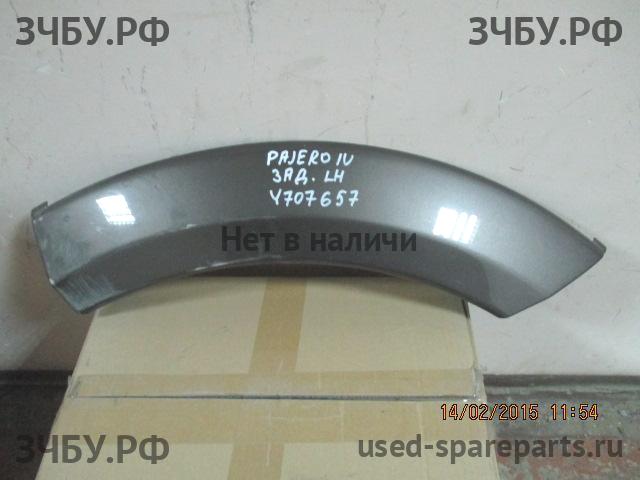 ЗЧБУ.РФ
ЗЧБУ.РФ
PAJERO IV
ЗАД. LH
Y707657
Нет в наличи
14/02/2015 11:54
ЗЧБУ.РФ
used-spareparts.ru